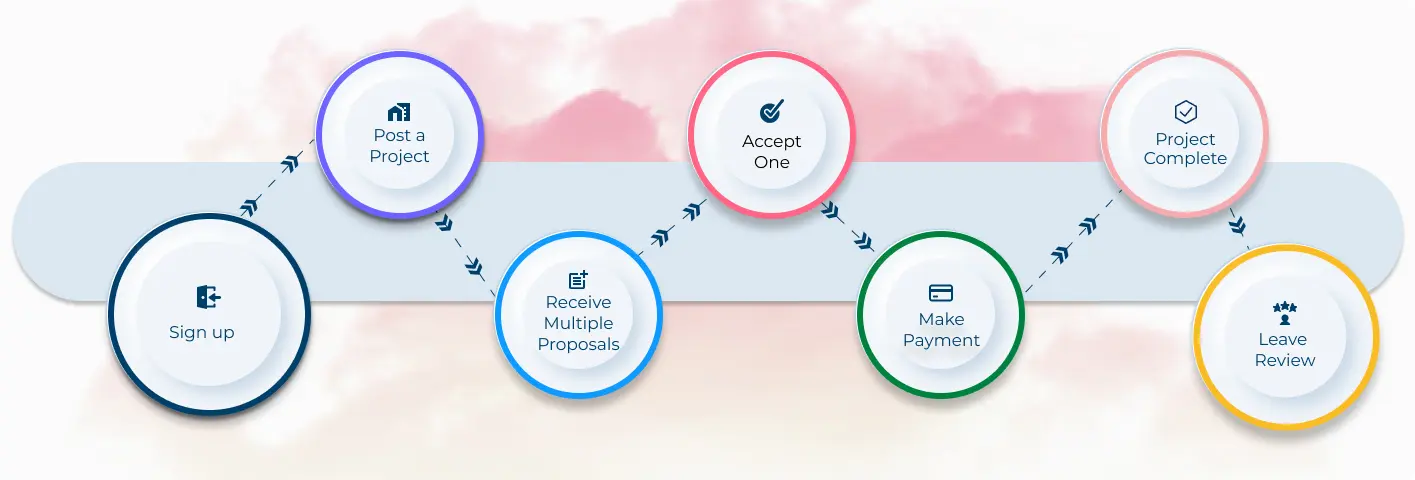 Sign up
Post a
Project
Receive
Multiple
Proposals
Accept
One
Make
Payment
Project
Complete
Leave
Review